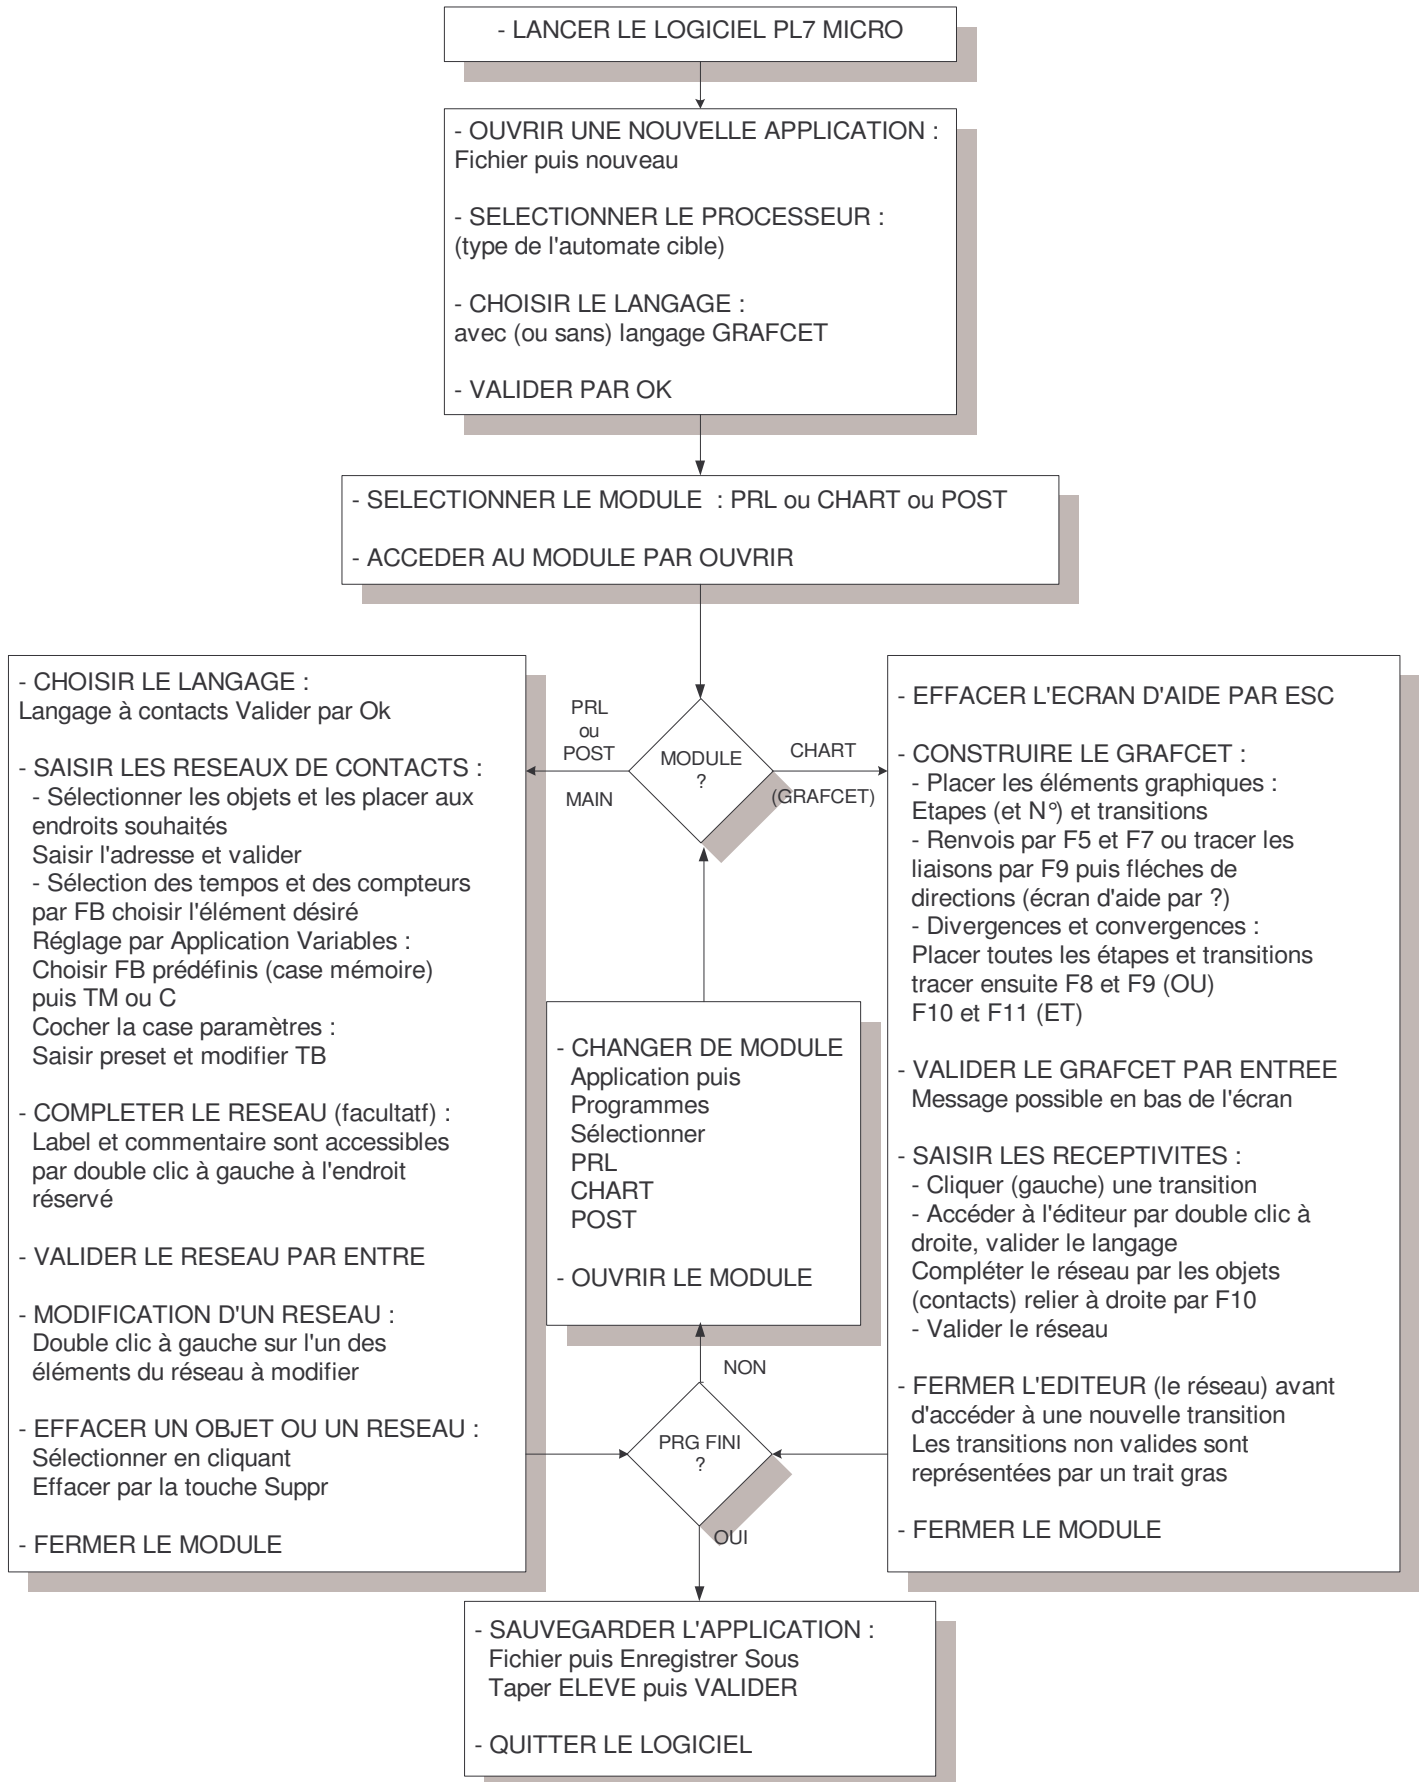 - LANCER LE LOGICIEL PL7 MICRO
- OUVRIR UNE NOUVELLE APPLICATION :
Fichier puis nouveau
- SELECTIONNER LE PROCESSEUR :
(type de l'automate cible)
- CHOISIR LE LANGAGE :
avec (ou sans) langage GRAFCET
- VALIDER PAR OK
- SELECTIONNER LE MODULE : PRL ou CHART ou POST
- ACCEDER AU MODULE PAR OUVRIR
- CHOISIR LE LANGAGE :
Langage à contacts Valider par Ok
- SAISIR LES RESEAUX DE CONTACTS :
- Sélectionner les objets et les placer aux
endroits souhaités
Saisir l'adresse et valider
- Sélection des tempos et des compteurs
par FB choisir l'élément désiré
Réglage par Application Variables :
Choisir FB prédéfinis (case mémoire)
puis TM ou C
Cocher la case paramètres :
Saisir preset et modifier TB
- COMPLETER LE RESEAU (facultatf) :
Label et commentaire sont accessibles
par double clic à gauche à l'endroit
réservé
- VALIDER LE RESEAU PAR ENTRE
- MODIFICATION D'UN RESEAU :
Double clic à gauche sur l'un des
éléments du réseau à modifier
- EFFACER UN OBJET OU UN RESEAU :
Sélectionner en cliquant
Effacer par la touche Suppr
- FERMER LE MODULE
PRL
ou
POST
MAIN
MODULE
?
CHART
(GRAFCET)
- CHANGER DE MODULE
Application puis
Programmes
Sélectionner
PRL
CHART
POST
- OUVRIR LE MODULE
NON
PRG FINI
?
OUI
- EFFACER L'ECRAN D'AIDE PAR ESC
- CONSTRUIRE LE GRAFCET :
- Placer les éléments graphiques :
Etapes (et N°) et transitions
- Renvois par F5 et F7 ou tracer les
liaisons par F9 puis fléches de
directions (écran d'aide par ?)
- Divergences et convergences :
Placer toutes les étapes et transitions
tracer ensuite F8 et F9 (OU)
F10 et F11 (ET)
- VALIDER LE GRAFCET PAR ENTREE
Message possible en bas de l'écran
- SAISIR LES RECEPTIVITES :
- Cliquer (gauche) une transition
- Accéder à l'éditeur par double clic à
droite, valider le langage
Compléter le réseau par les objets
(contacts) relier à droite par F10
- Valider le réseau
- FERMER L'EDITEUR (le réseau) avant
d'accéder à une nouvelle transition
Les transitions non valides sont
représentées par un trait gras
- FERMER LE MODULE
- SAUVEGARDER L'APPLICATION :
Fichier puis Enregistrer Sous
Taper ELEVE puis VALIDER
- QUITTER LE LOGICIEL